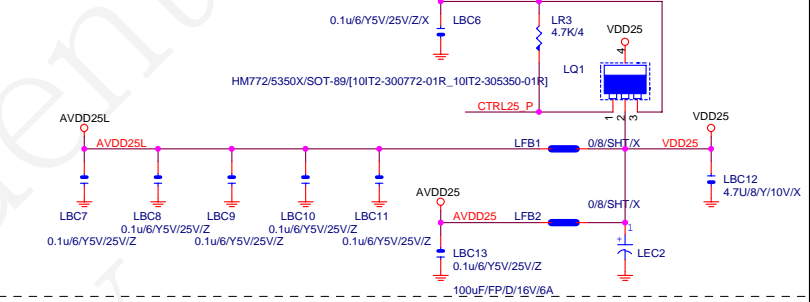 0.1u/6/Y5V/25V/Z/X
LBC6
LR3
4.7K/4
VDD25
4
LQ1
HM772/5350X/SOT-89/[10IT2-300772-01R_10IT2-305350-01R]
CTRL25_P
1
2
3
AVDD25L
AVDD25L
LFB1
0/8/SHT/X
VDD25
VDD25
LBC12
4.7U/8/Y/10V/X
LBC7
LBC8
LBC9
LBC10
LBC11
0.1u/6/Y5V/25V/Z
0.1u/6/Y5V/25V/Z
0.1u/6/Y5V/25V/Z
0.1u/6/Y5V/25V/Z
0.1u/6/Y5V/25V/Z
AVDD25
AVDD25
LFB2
0/8/SHT/X
1
+
LEC2
LBC13
0.1u/6/Y5V/25V/Z
100uF/FP/D/16V/6A